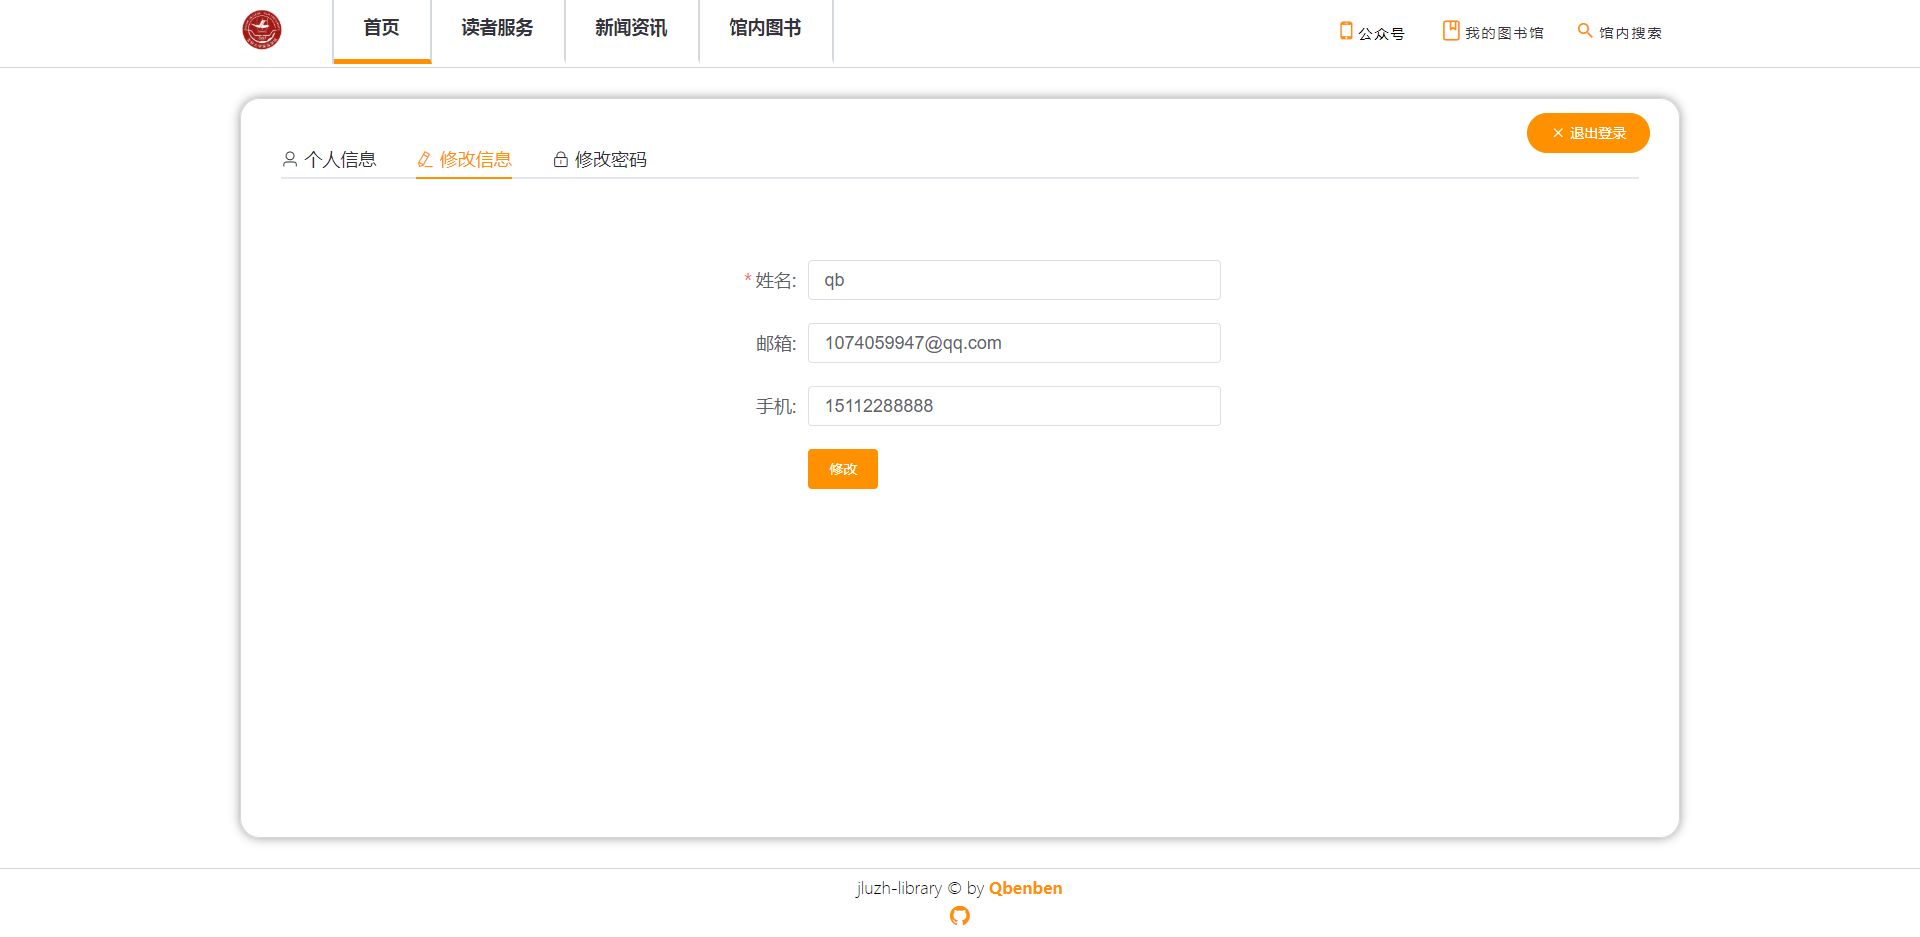 首页 读者服务 新闻资讯 馆内图书 公众号 我的图书馆 馆内搜索
退出登录
个人信息 修改信息 修改密码
* 姓名: qb
邮箱: 1074059947@qq.com
手机: 15112288888
修改
jluzh-library © by Qbenben